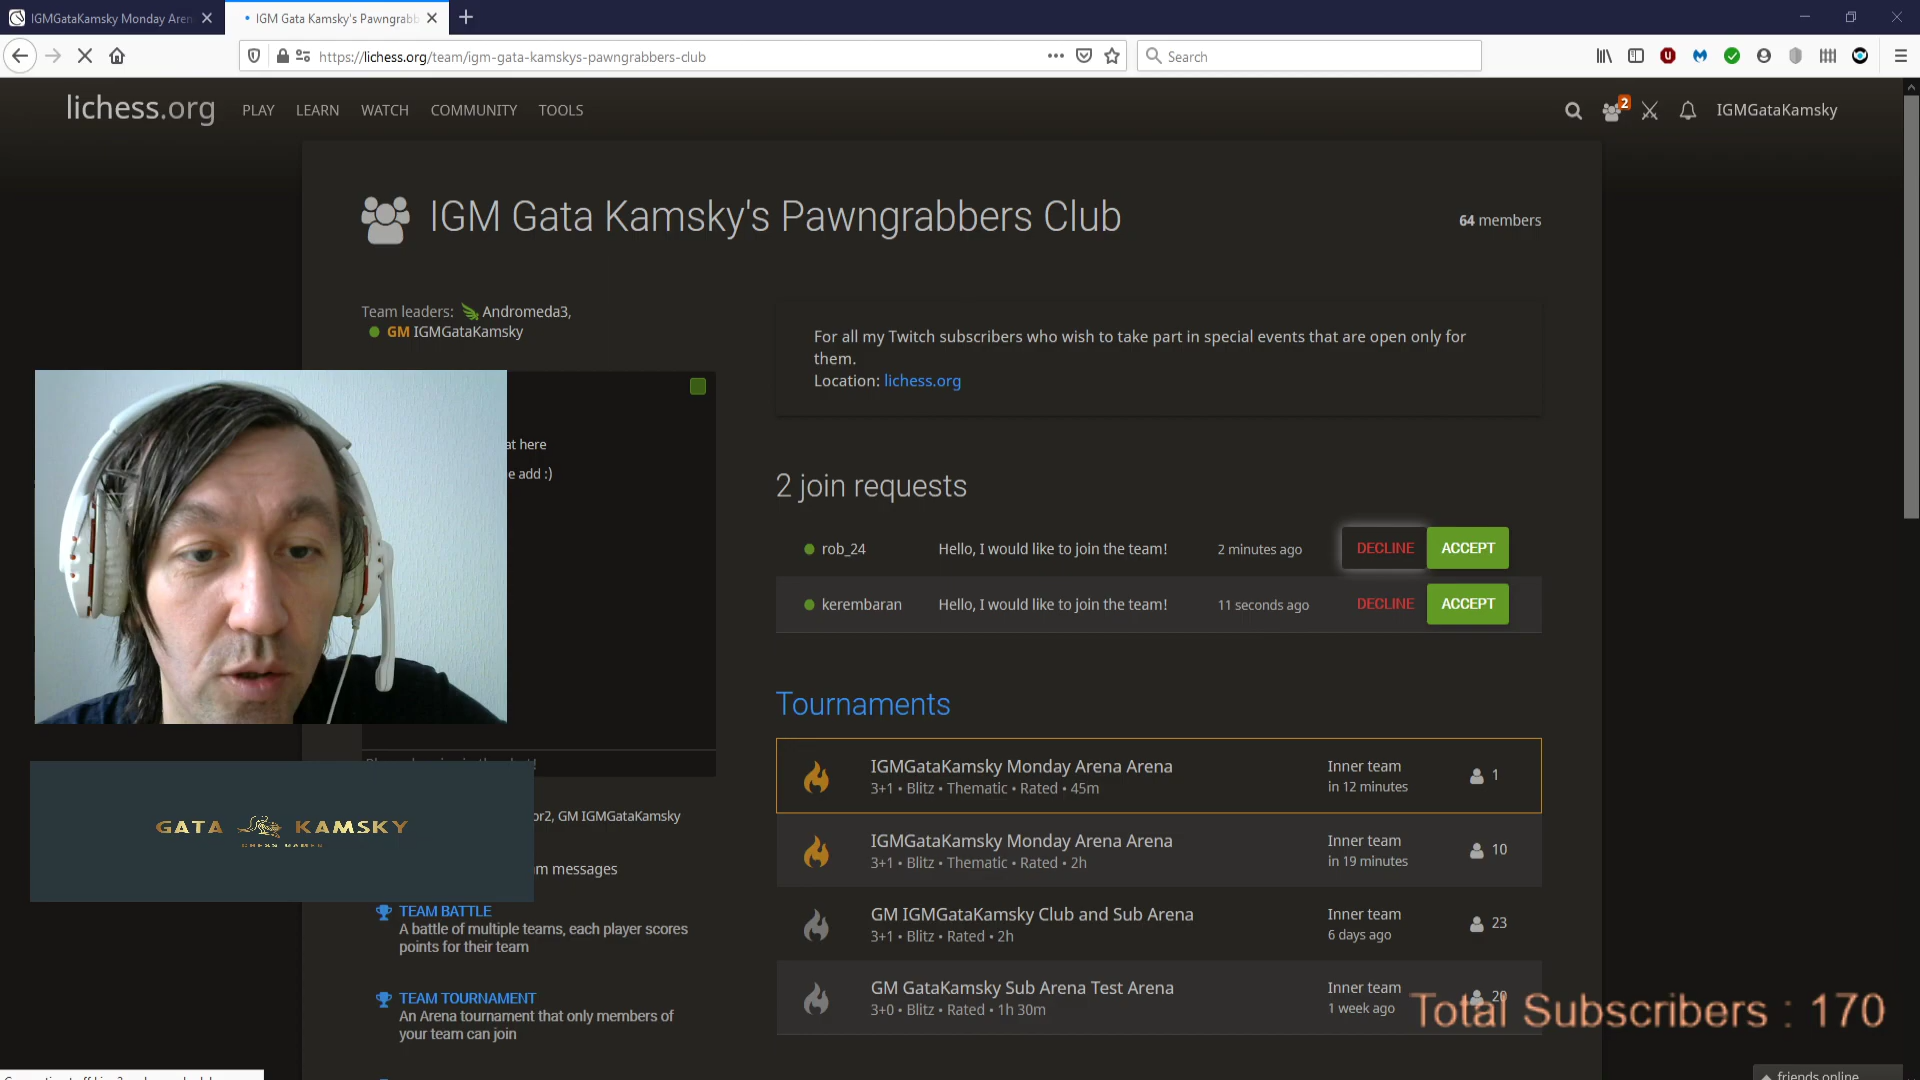 IGMGataKamsky Monday Aren
IGM Gata Kamsky's Pawngrabb
https://lichess.org/team/igm-gata-kamskys-pawngrabbers-club
Search
lichess.org
PLAY
LEARN
WATCH
COMMUNITY
TOOLS
2
IGMGataKamsky
IGM Gata Kamsky's Pawngrabbers Club
64 members
Team leaders: Andromeda3,
GM IGMGataKamsky
For all my Twitch subscribers who wish to take part in special events that are open only for
them.
Location: lichess.org
at here
e add :)
2 join requests
rob_24 Hello, I would like to join the team! 2 minutes ago DECLINE ACCEPT
kerembaran Hello, I would like to join the team! 11 seconds ago DECLINE ACCEPT
Tournaments
IGMGataKamsky Monday Arena Arena
3+1 • Blitz • Thematic • Rated • 45m
Inner team
in 12 minutes
1
IGMGataKamsky Monday Arena Arena
3+1 • Blitz • Thematic • Rated • 2h
Inner team
in 19 minutes
10
GM IGMGataKamsky Club and Sub Arena
3+1 • Blitz • Rated • 2h
Inner team
6 days ago
23
GM GataKamsky Sub Arena Test Arena
3+0 • Blitz • Rated • 1h 30m
Inner team
1 week ago
20
GATA KAMSKY
or2, GM IGMGataKamsky
m messages
TEAM BATTLE
A battle of multiple teams, each player scores
points for their team
TEAM TOURNAMENT
An Arena tournament that only members of
your team can join
Total Subscribers : 170
friends online